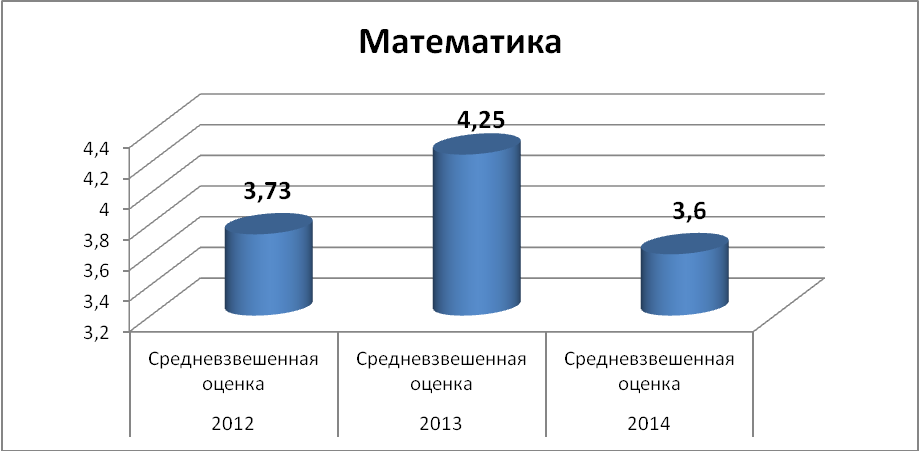 Математика
4,25
3,73
3,6
4,4
4,2
4
3,8
3,6
3,4
3,2
Средневзвешенная
оценка
2012
Средневзвешенная
оценка
2013
Средневзвешенная
оценка
2014